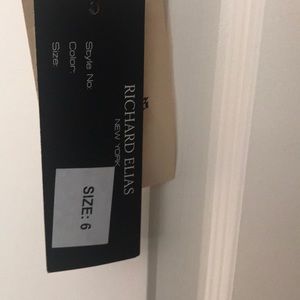 RICHARD ELIAS
NEW YORK
Style No:
Color:
Size:
SIZE: 6